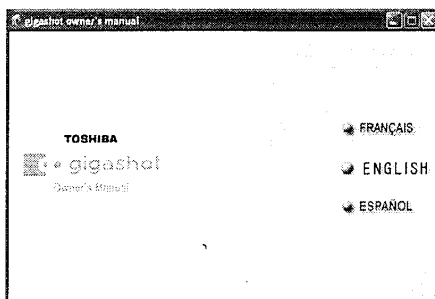 gigashot owner's manual
TOSHIBA
gigashot
Owner's Manual
FRANÇAIS
ENGLISH
ESPAÑOL